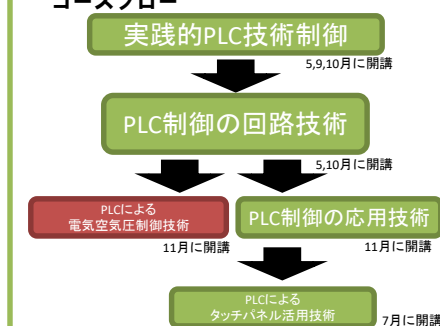 コースフロー
実践的PLC技術制御
5,9,10月に開講
PLC制御の回路技術
5,10月に開講
PLCによる
電気空気圧制御技術
11月に開講
PLC制御の応用技術
11月に開講
PLCによる
タッチパネル活用技術
7月に開講